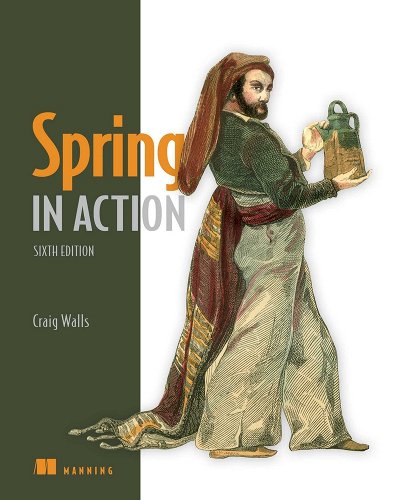 Spring
IN ACTION
SIXTH EDITION
Craig Walls
MANNING